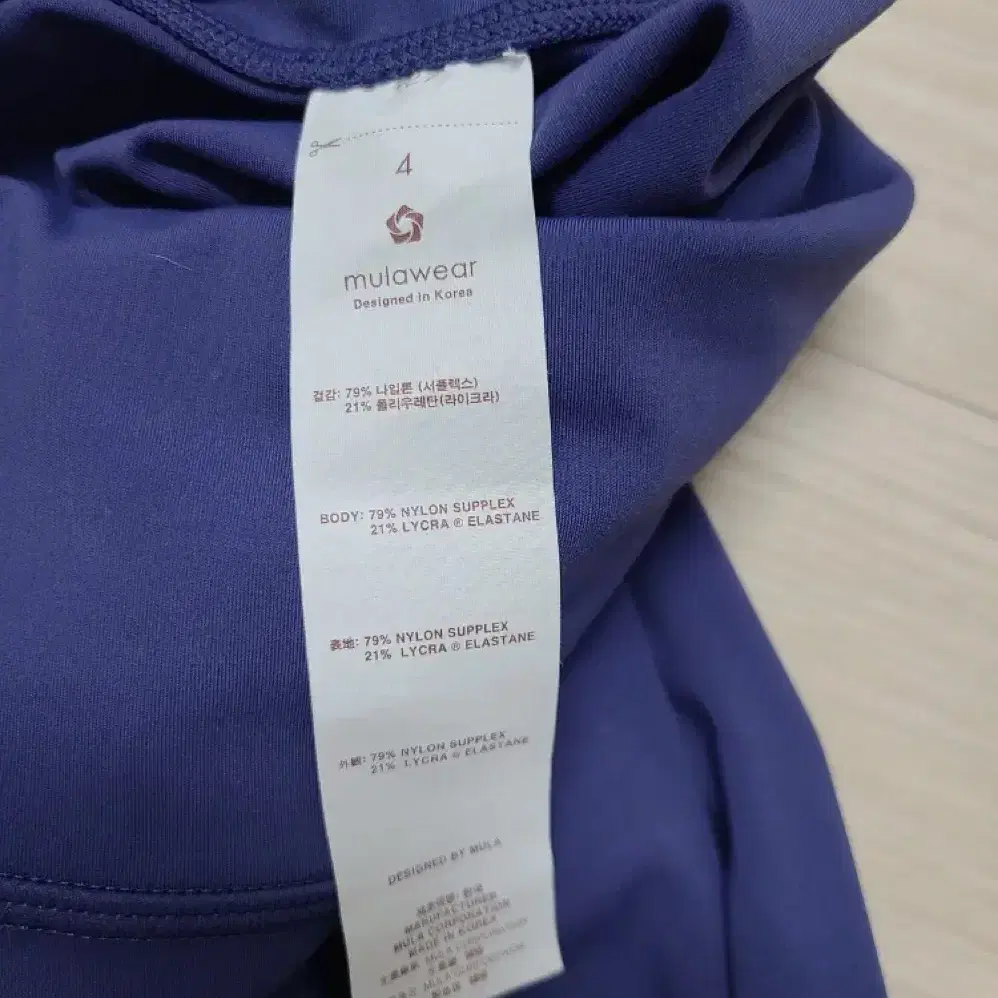 4
mulawear
Designed in Korea
겉감: 79% 나일론 (서플렉스)
21% 폴리우레탄(라이크라)
BODY: 79% NYLON SUPPLEX
21% LYCRA ® ELASTANE
表地: 79% NYLON SUPPLEX
21% LYCRA ® ELASTANE
外觀: 79% NYLON SUPPLEX
21% LYCRA ® ELASTANE
DESIGNED BY MULA
MANUFACTURER
MULA CORPORATION
MADE IN KOREA